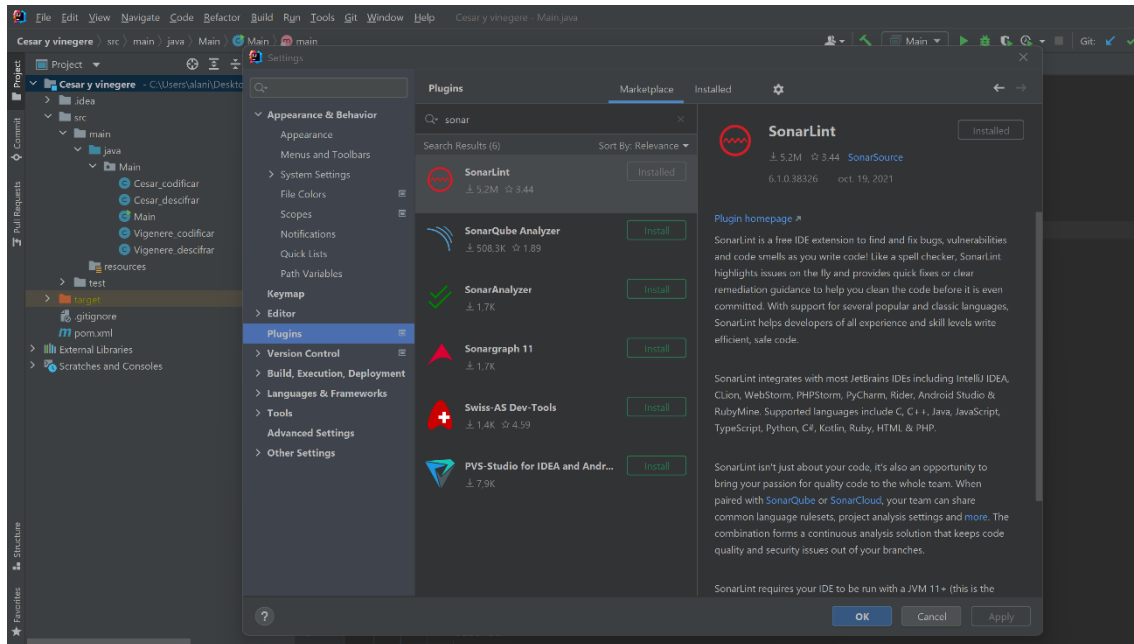 File Edit View Navigate Code Refactor Build Run Tools Git Window Help Cesar y vinegere - Main.java
Cesar y vinegere src main java Main Main main
Main Git:
Project
Settings
Cesar y vinegere - C:\Users\alani\Deskto
.idea
src
main
java
Main
Cesar_codificar
Cesar_descifrar
Main
Vigenere_codificar
Vigenere_descifrar
resources
test
target
.gitignore
pom.xml
External Libraries
Scratches and Consoles
Project
Commit
Pull Requests
Structure
Favorites
Appearance & Behavior
Appearance
Menus and Toolbars
System Settings
File Colors
Scopes
Notifications
Quick Lists
Path Variables
Keymap
Editor
Plugins
Version Control
Build, Execution, Deployment
Languages & Frameworks
Tools
Advanced Settings
Other Settings
Plugins Marketplace Installed
sonar
Search Results (6) Sort By: Relevance
SonarLint Installed
5.2M 3.44
SonarQube Analyzer Install
508.3K 1.89
SonarAnalyzer Install
1.7K
Sonargraph 11 Install
1.7K
Swiss-AS Dev-Tools Install
1.4K 4.59
PVS-Studio for IDEA and Andr... Install
7.9K
SonarLint Installed
5.2M 3.44 SonarSource
6.1.0.38326 oct. 19, 2021
Plugin homepage
SonarLint is a free IDE extension to find and fix bugs, vulnerabilities
and code smells as you write code! Like a spell checker, SonarLint
highlights issues on the fly and provides quick fixes or clear
remediation guidance to help you clean the code before it is even
committed. With support for several popular and classic languages,
SonarLint helps developers of all experience and skill levels write
efficient, safe code.
SonarLint integrates with most JetBrains IDEs including IntelliJ IDEA,
CLion, WebStorm, PHPStorm, PyCharm, Rider, Android Studio &
RubyMine. Supported languages include C, C++, Java, JavaScript,
TypeScript, Python, C#, Kotlin, Ruby, HTML & PHP.
SonarLint isn't just about your code, it's also an opportunity to
bring your passion for quality code to the whole team. When
paired with SonarQube or SonarCloud, your team can share
common language rulesets, project analysis settings and more. The
combination forms a continuous analysis solution that keeps code
quality and security issues out of your branches.
SonarLint requires your IDE to be run with a JVM 11+ (this is the
? OK Cancel Apply